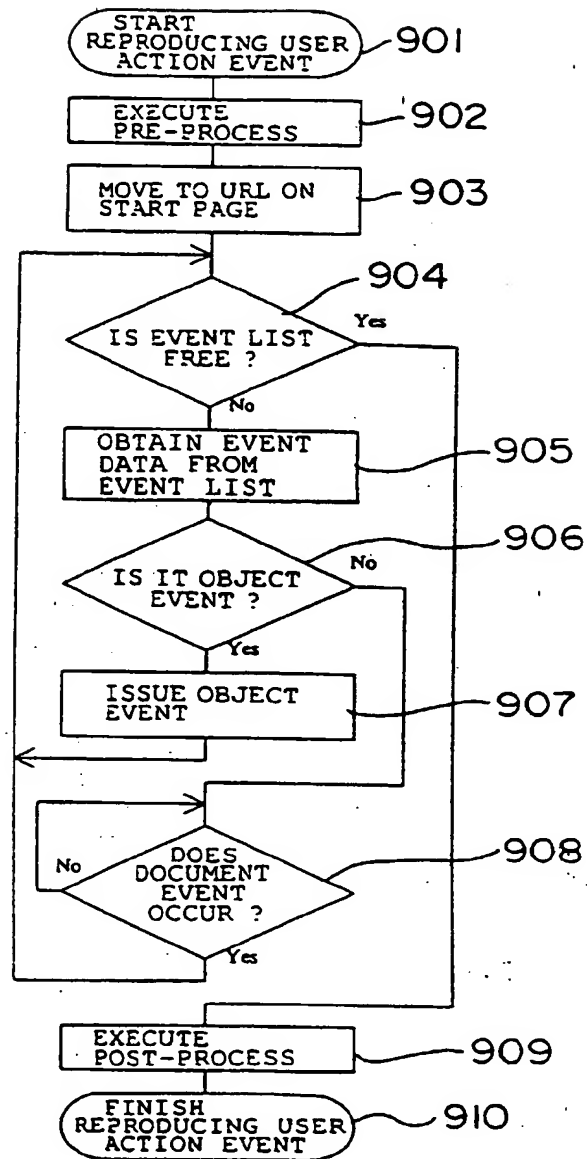 START
REPRODUCING USER
ACTION EVENT
901
EXECUTE
PRE-PROCESS
902
MOVE TO URL ON
START PAGE
903
904
IS EVENT LIST
FREE ?
Yes
No
OBTAIN EVENT
DATA FROM
EVENT LIST
905
906
IS IT OBJECT
EVENT ?
No
Yes
ISSUE OBJECT
EVENT
907
DOES
DOCUMENT
EVENT
OCCUR ?
908
No
Yes
EXECUTE
POST-PROCESS
909
FINISH
REPRODUCING USER
ACTION EVENT
910